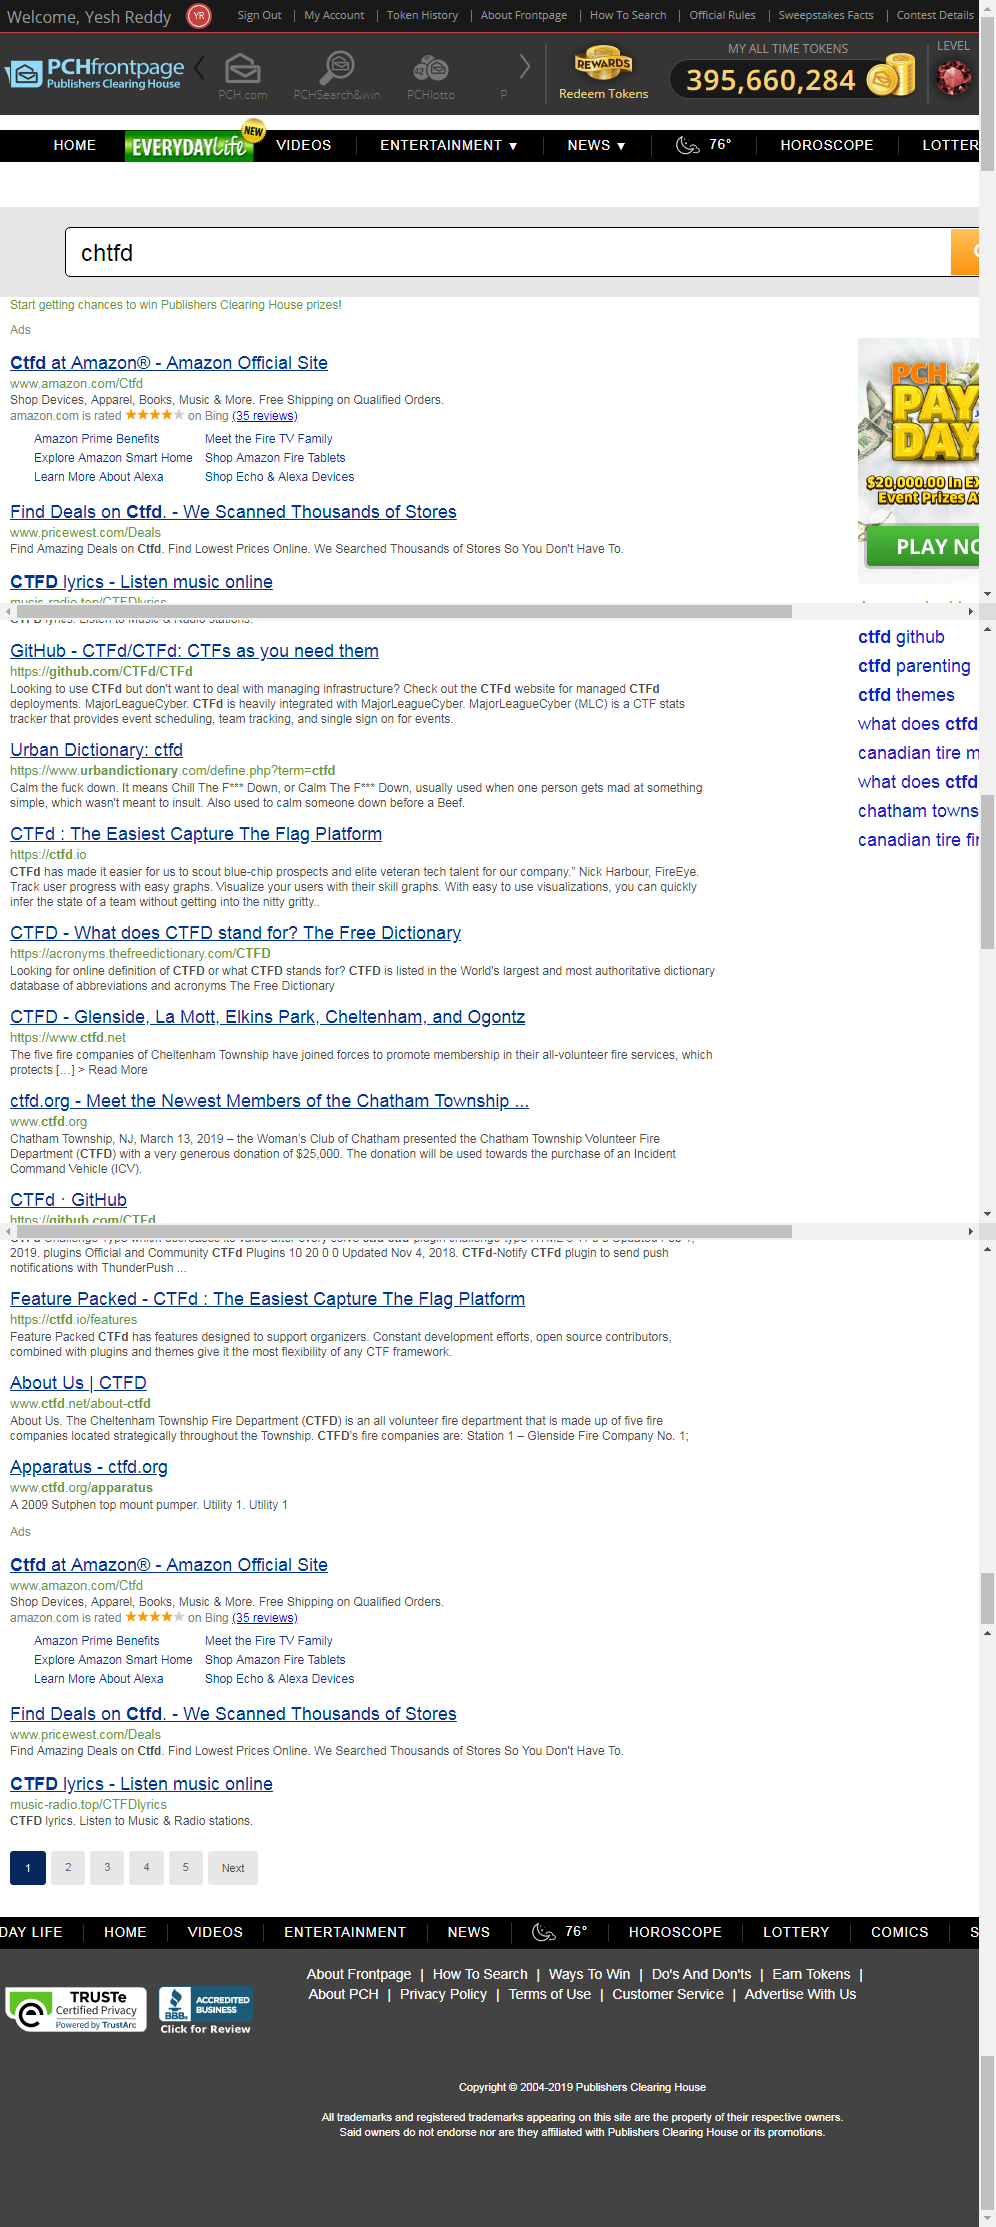 Welcome, Yesh Reddy YR Sign Out | My Account | Token History | About Frontpage | How To Search | Official Rules | Sweepstakes Facts | Contest Details
PCHfrontpage
Publishers Clearing House
PCH.com PCHSearch&win 42 PCHlotto P
REWARDS
Redeem Tokens
MY ALL TIME TOKENS
395,660,284
LEVEL
HOME EVERYDAY Life NEW VIDEOS ENTERTAINMENT ▼ NEWS ▼ 76° HOROSCOPE LOTTER
chtfd
Start getting chances to win Publishers Clearing House prizes!
Ads
Ctfd at Amazon® - Amazon Official Site
www.amazon.com/Ctfd
Shop Devices, Apparel, Books, Music & More. Free Shipping on Qualified Orders.
amazon.com is rated ★★★★★ on Bing (35 reviews)
Amazon Prime Benefits Meet the Fire TV Family
Explore Amazon Smart Home Shop Amazon Fire Tablets
Learn More About Alexa Shop Echo & Alexa Devices
PCH
PAY
DAY
$20,000.00 In EX
Event Prizes A
PLAY NO
Find Deals on Ctfd. - We Scanned Thousands of Stores
www.pricewest.com/Deals
Find Amazing Deals on Ctfd. Find Lowest Prices Online. We Searched Thousands of Stores So You Don't Have To.
CTFD lyrics - Listen music online
music-radio.top/CTFDlyrics
CTFD lyrics. Listen to Music & Radio stations.
GitHub - CTFd/CTFd: CTFs as you need them
https://github.com/CTFd/CTFd
Looking to use CTFd but don't want to deal with managing infrastructure? Check out the CTFd website for managed CTFd
deployments. MajorLeagueCyber. CTFd is heavily integrated with MajorLeagueCyber. MajorLeagueCyber (MLC) is a CTF stats
tracker that provides event scheduling, team tracking, and single sign on for events.
Urban Dictionary: ctfd
https://www.urbandictionary.com/define.php?term=ctfd
Calm the fuck down. It means Chill The F*** Down, or Calm The F*** Down, usually used when one person gets mad at something
simple, which wasn't meant to insult. Also used to calm someone down before a Beef.
CTFd : The Easiest Capture The Flag Platform
https://ctfd.io
CTFd has made it easier for us to scout blue-chip prospects and elite veteran tech talent for our company." Nick Harbour, FireEye.
Track user progress with easy graphs. Visualize your users with their skill graphs. With easy to use visualizations, you can quickly
infer the state of a team without getting into the nitty gritty..
CTFD - What does CTFD stand for? The Free Dictionary
https://acronyms.thefreedictionary.com/CTFD
Looking for online definition of CTFD or what CTFD stands for? CTFD is listed in the World's largest and most authoritative dictionary
database of abbreviations and acronyms The Free Dictionary
CTFD - Glenside, La Mott, Elkins Park, Cheltenham, and Ogontz
https://www.ctfd.net
The five fire companies of Cheltenham Township have joined forces to promote membership in their all-volunteer fire services, which
protects [...] > Read More
ctfd.org - Meet the Newest Members of the Chatham Township ...
www.ctfd.org
Chatham Township, NJ, March 13, 2019 – the Woman's Club of Chatham presented the Chatham Township Volunteer Fire
Department (CTFD) with a very generous donation of $25,000. The donation will be used towards the purchase of an Incident
Command Vehicle (ICV).
CTFd · GitHub
https://github.com/CTFd
ctfd github
ctfd parenting
ctfd themes
what does ctfd
canadian tire m
what does ctfd
chatham towns
canadian tire fir
2019. plugins Official and Community CTFd Plugins 10 20 0 0 Updated Nov 4, 2018. CTFd-Notify CTFd plugin to send push
notifications with ThunderPush ...
Feature Packed - CTFd : The Easiest Capture The Flag Platform
https://ctfd.io/features
Feature Packed CTFd has features designed to support organizers. Constant development efforts, open source contributors,
combined with plugins and themes give it the most flexibility of any CTF framework.
About Us | CTFD
www.ctfd.net/about-ctfd
About Us. The Cheltenham Township Fire Department (CTFD) is an all volunteer fire department that is made up of five fire
companies located strategically throughout the Township. CTFD's fire companies are: Station 1 – Glenside Fire Company No. 1;
Apparatus - ctfd.org
www.ctfd.org/apparatus
A 2009 Sutphen top mount pumper. Utility 1. Utility 1
Ads
Ctfd at Amazon® - Amazon Official Site
www.amazon.com/Ctfd
Shop Devices, Apparel, Books, Music & More. Free Shipping on Qualified Orders.
amazon.com is rated ★★★★★ on Bing (35 reviews)
Amazon Prime Benefits Meet the Fire TV Family
Explore Amazon Smart Home Shop Amazon Fire Tablets
Learn More About Alexa Shop Echo & Alexa Devices
Find Deals on Ctfd. - We Scanned Thousands of Stores
www.pricewest.com/Deals
Find Amazing Deals on Ctfd. Find Lowest Prices Online. We Searched Thousands of Stores So You Don't Have To.
CTFD lyrics - Listen music online
music-radio.top/CTFDlyrics
CTFD lyrics. Listen to Music & Radio stations.
1 2 3 4 5 Next
DAY LIFE HOME VIDEOS ENTERTAINMENT NEWS 76° HOROSCOPE LOTTERY COMICS S
About Frontpage | How To Search | Ways To Win | Do's And Don'ts | Earn Tokens |
About PCH | Privacy Policy | Terms of Use | Customer Service | Advertise With Us
TRUSTe
Certified Privacy
Powered by TrustArc
BBB ACCREDITED BUSINESS
Click for Review
Copyright © 2004-2019 Publishers Clearing House
All trademarks and registered trademarks appearing on this site are the property of their respective owners.
Said owners do not endorse nor are they affiliated with Publishers Clearing House or its promotions.